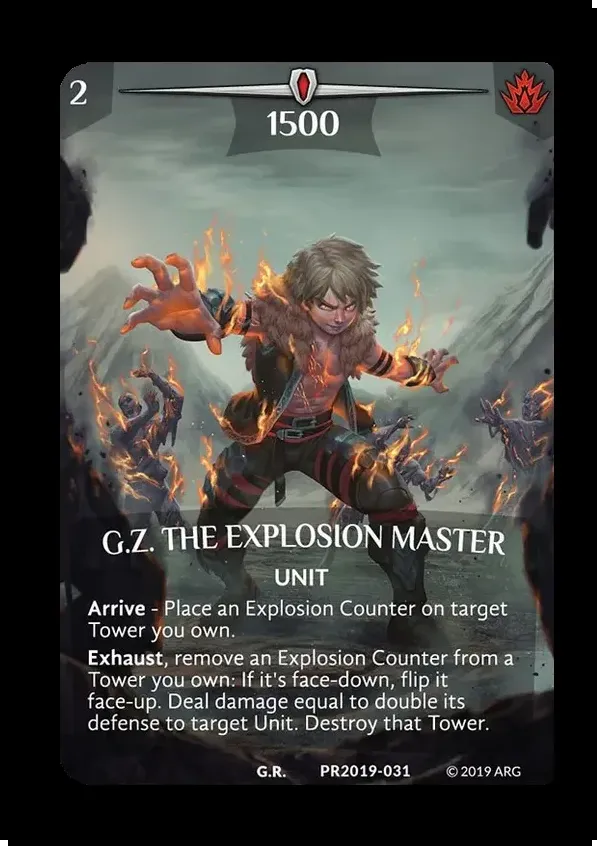 2
1500
G.Z. THE EXPLOSION MASTER
UNIT
Arrive - Place an Explosion Counter on target
Tower you own.
Exhaust, remove an Explosion Counter from a
Tower you own: If it's face-down, flip it
face-up. Deal damage equal to double its
defense to target Unit. Destroy that Tower.
G.R. PR2019-031 © 2019 ARG